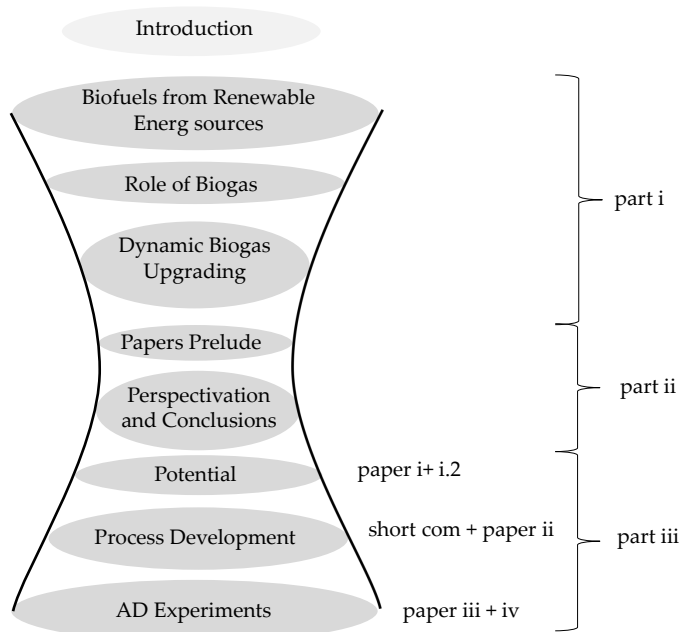 Introduction
Biofuels from Renewable
Energ sources
Role of Biogas
Dynamic Biogas
Upgrading
part i
Papers Prelude
Perspectivation
and Conclusions
part ii
Potential
paper i+ i.2
Process Development
short com + paper ii
part iii
AD Experiments
paper iii + iv